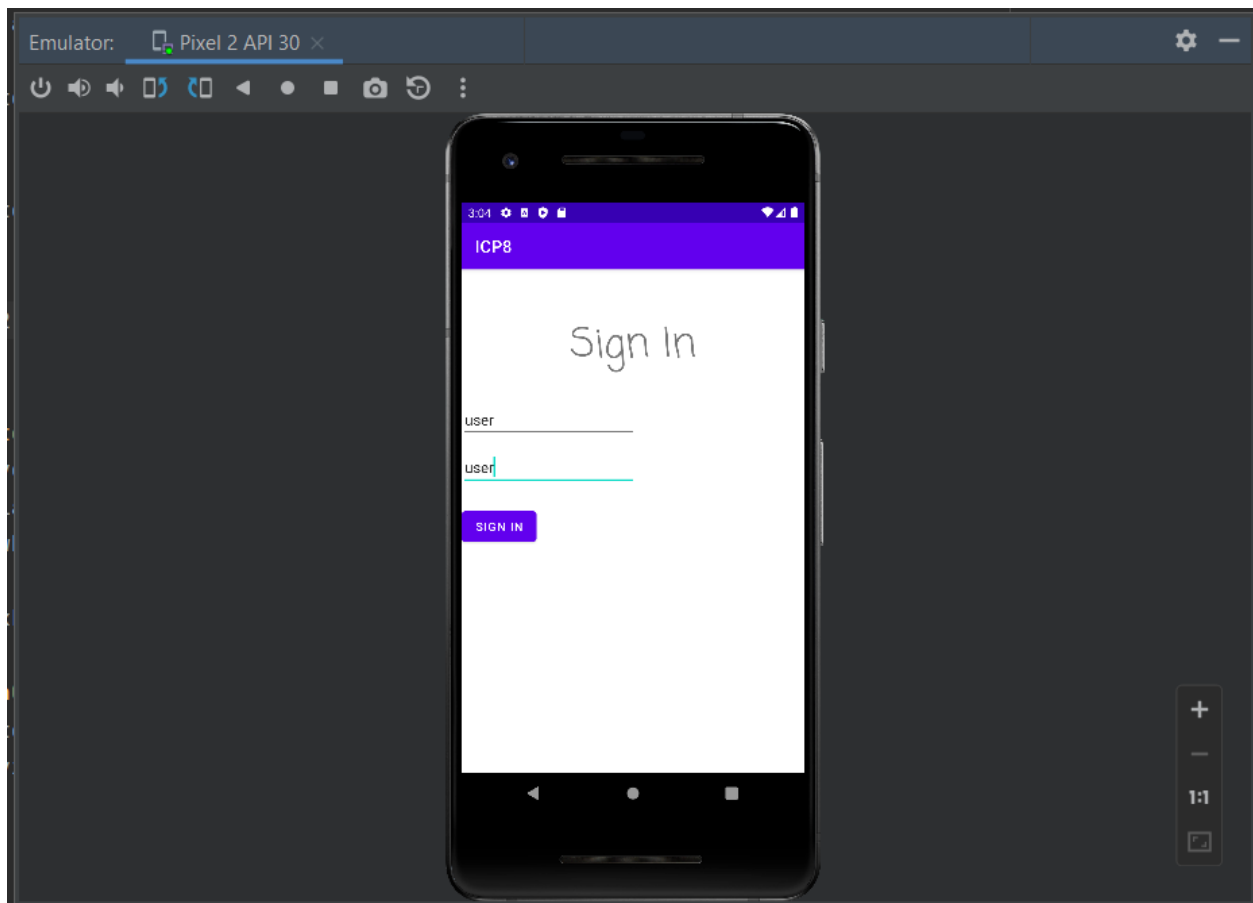 Emulator: Pixel 2 API 30
3:04
ICP8
Sign In
user
user
SIGN IN
1:1